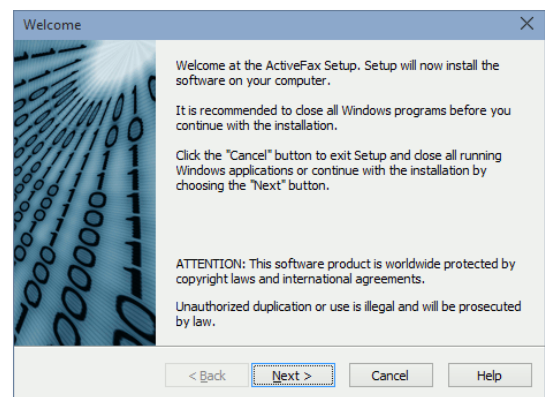 Welcome
Welcome at the ActiveFax Setup. Setup will now install the
software on your computer.
It is recommended to close all Windows programs before you
continue with the installation.
Click the "Cancel" button to exit Setup and close all running
Windows applications or continue with the installation by
choosing the "Next" button.
ATTENTION: This software product is worldwide protected by
copyright laws and international agreements.
Unauthorized duplication or use is illegal and will be prosecuted
by law.
< Back Next > Cancel Help